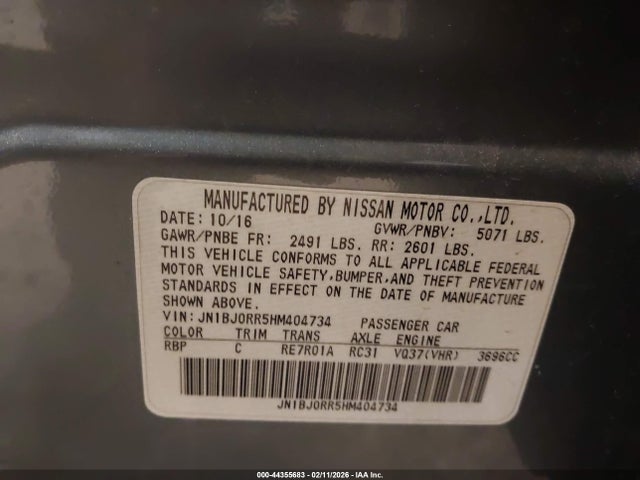 MANUFACTURED BY NISSAN MOTOR CO.,LTD.
DATE: 10/16 GVWR/PNBV: 5071 LBS.
GAWR/PNBE FR: 2491 LBS. RR: 2601 LBS.
THIS VEHICLE CONFORMS TO ALL APPLICABLE FEDERAL
MOTOR VEHICLE SAFETY,BUMPER,AND THEFT PREVENTION
STANDARDS IN EFFECT ON THE DATE OF MANUFACTURE
SHOWN ABOVE.
VIN:JN1BJ0RR5HM404734 PASSENGER CAR
COLOR TRIM TRANS AXLE ENGINE
RBP C RE7R01A RC31 VQ37(VHR) 3696CC
JN1BJ0RR5HM404734
000-44355683 - 02/11/2026 - IAA Inc.